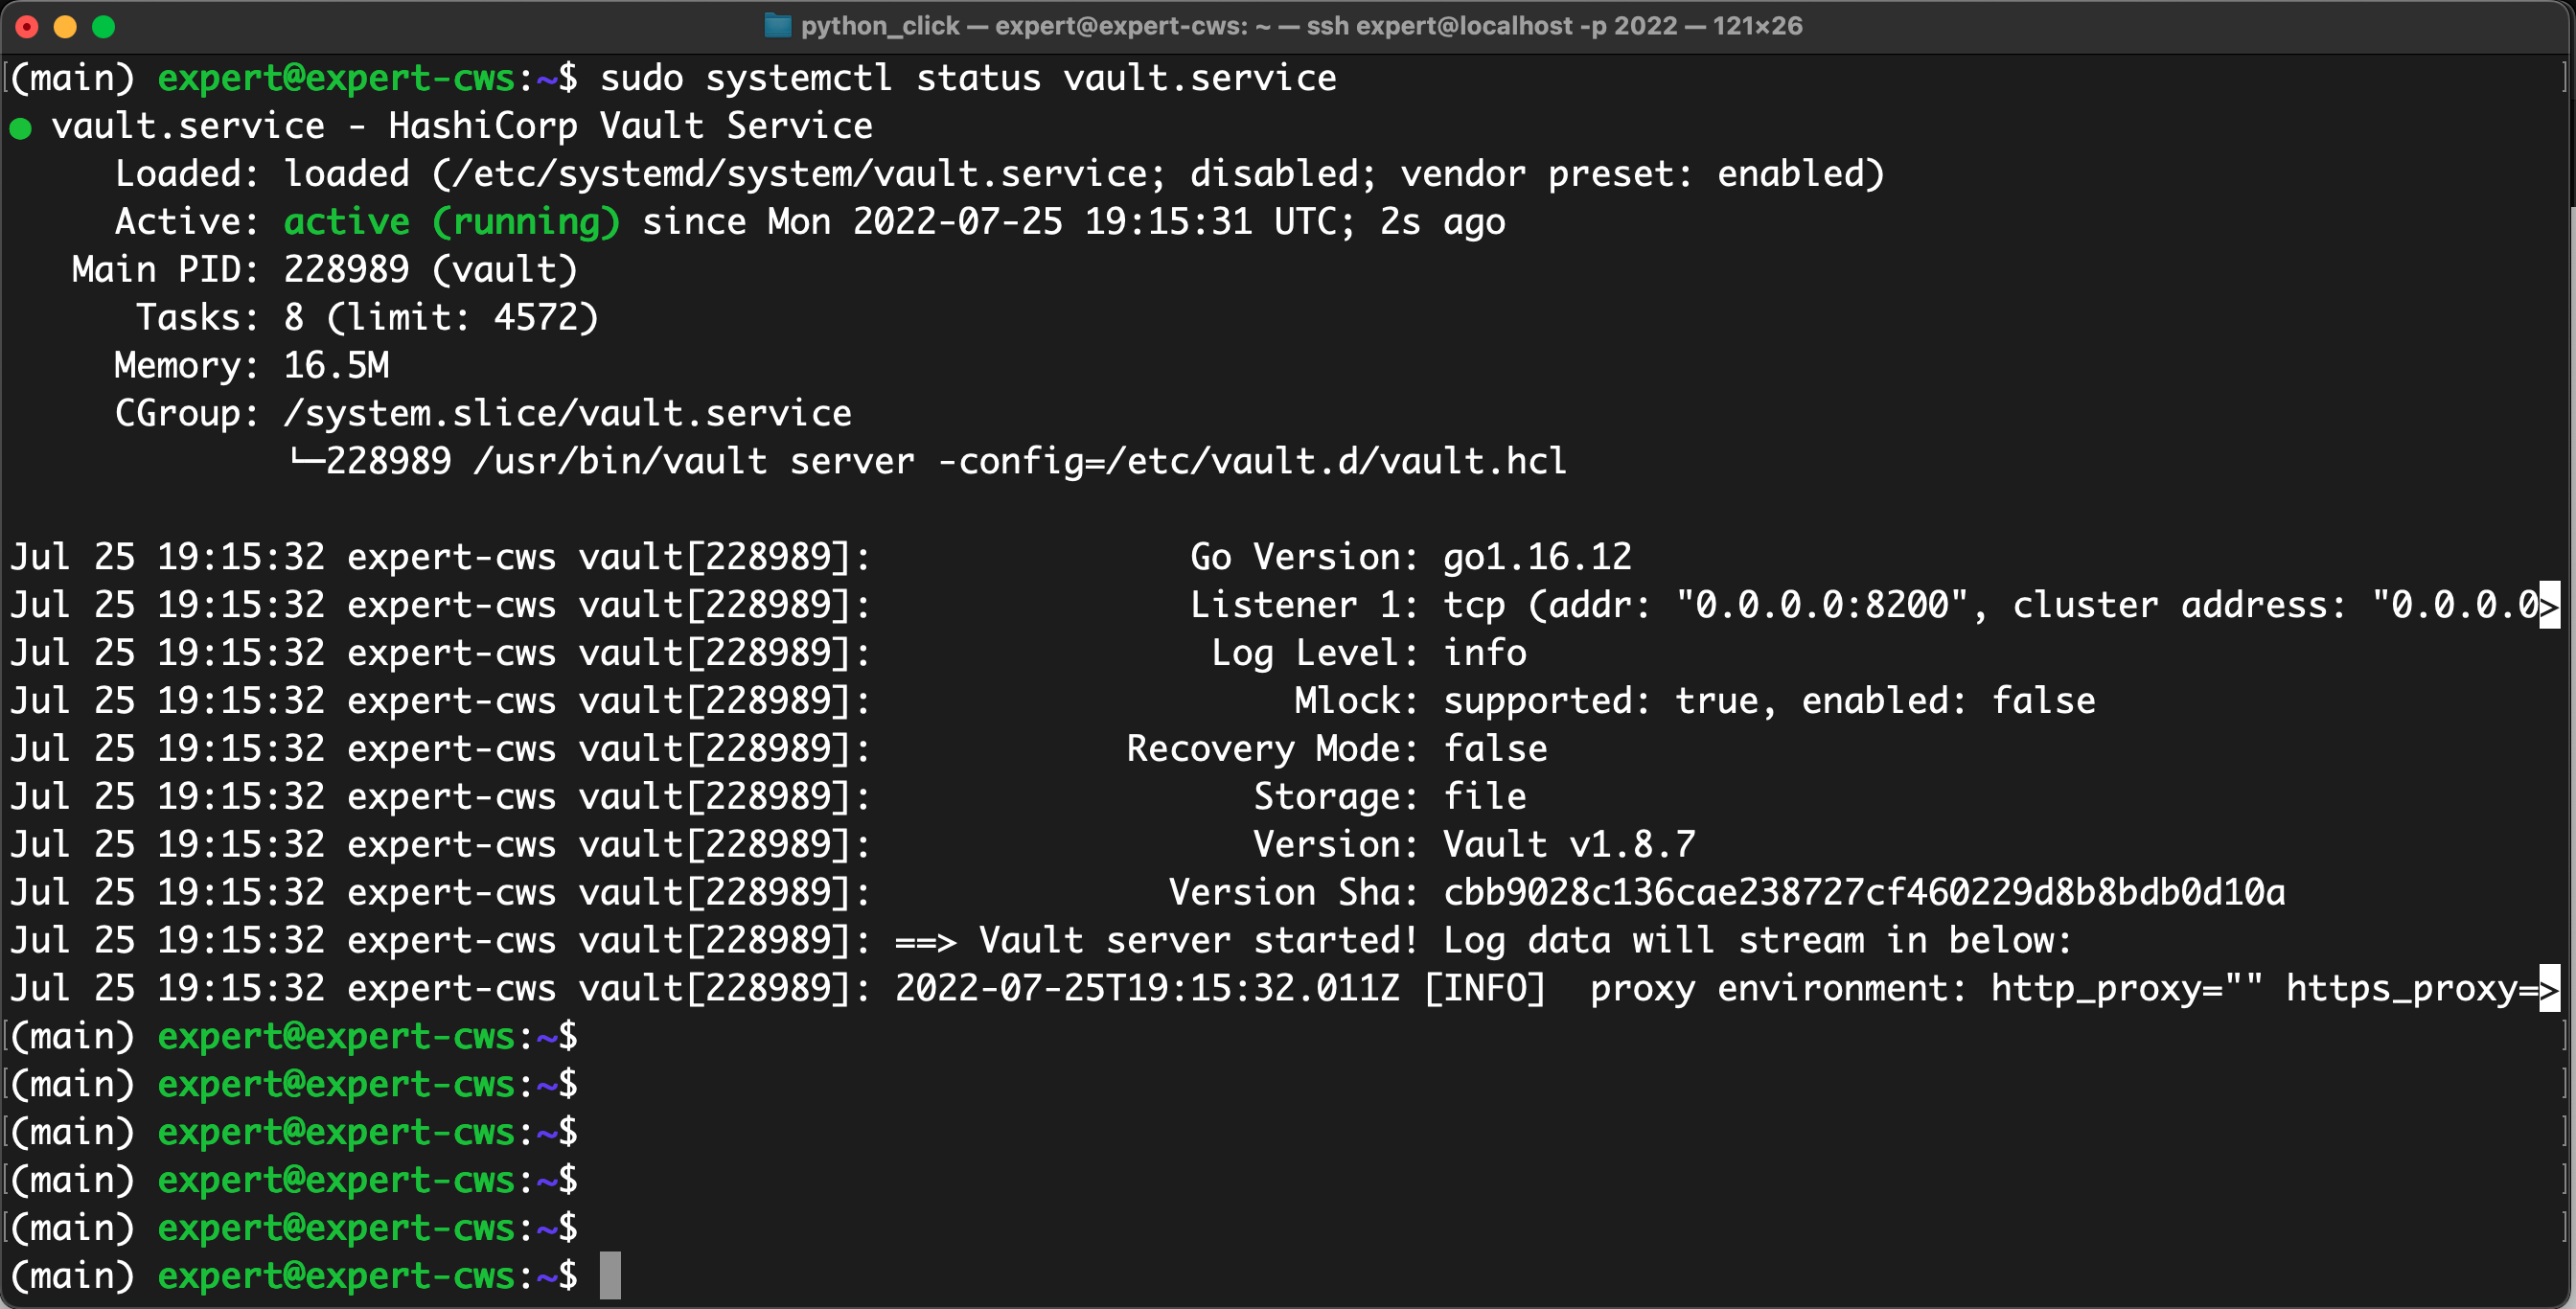 python_click — expert@expert-cws: ~ — ssh expert@localhost -p 2022 — 121×26
(main) expert@expert-cws:~$ sudo systemctl status vault.service
● vault.service - HashiCorp Vault Service
     Loaded: loaded (/etc/systemd/system/vault.service; disabled; vendor preset: enabled)
     Active: active (running) since Mon 2022-07-25 19:15:31 UTC; 2s ago
   Main PID: 228989 (vault)
      Tasks: 8 (limit: 4572)
     Memory: 16.5M
     CGroup: /system.slice/vault.service
             └─228989 /usr/bin/vault server -config=/etc/vault.d/vault.hcl
Jul 25 19:15:32 expert-cws vault[228989]:               Go Version: go1.16.12
Jul 25 19:15:32 expert-cws vault[228989]:               Listener 1: tcp (addr: "0.0.0.0:8200", cluster address: "0.0.0.0>
Jul 25 19:15:32 expert-cws vault[228989]:                Log Level: info
Jul 25 19:15:32 expert-cws vault[228989]:                    Mlock: supported: true, enabled: false
Jul 25 19:15:32 expert-cws vault[228989]:            Recovery Mode: false
Jul 25 19:15:32 expert-cws vault[228989]:                  Storage: file
Jul 25 19:15:32 expert-cws vault[228989]:                  Version: Vault v1.8.7
Jul 25 19:15:32 expert-cws vault[228989]:              Version Sha: cbb9028c136cae238727cf460229d8b8bdb0d10a
Jul 25 19:15:32 expert-cws vault[228989]: ==> Vault server started! Log data will stream in below:
Jul 25 19:15:32 expert-cws vault[228989]: 2022-07-25T19:15:32.011Z [INFO]  proxy environment: http_proxy="" https_proxy=>
(main) expert@expert-cws:~$
(main) expert@expert-cws:~$
(main) expert@expert-cws:~$
(main) expert@expert-cws:~$
(main) expert@expert-cws:~$
(main) expert@expert-cws:~$